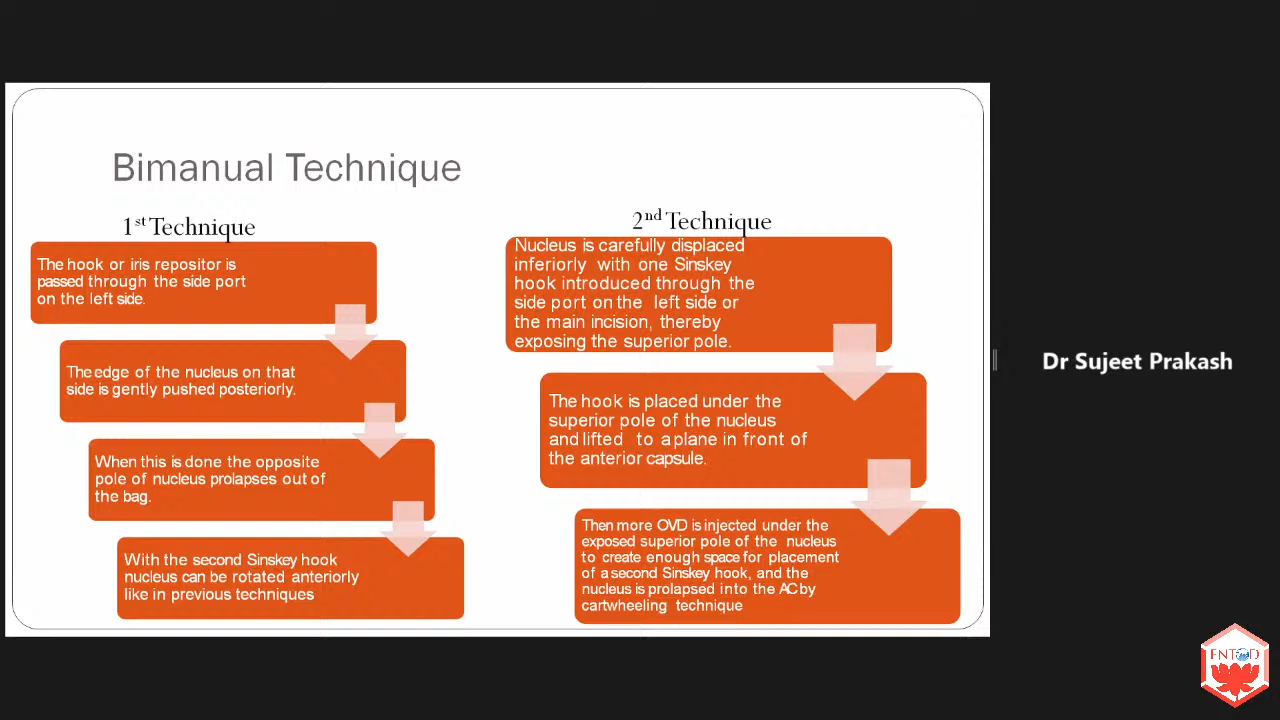 Bimanual Technique
1st Technique
The hook or iris repositor is
passed through the side port
on the left side.
The edge of the nucleus on that
side is gently pushed posteriorly.
When this is done the opposite
pole of nucleus prolapses out of
the bag.
With the second Sinskey hook
nucleus can be rotated anteriorly
like in previous techniques
2nd Technique
Nucleus is carefully displaced
inferiorly with one Sinskey
hook introduced through the
side port on the left side or
the main incision, thereby
exposing the superior pole.
The hook is placed under the
superior pole of the nucleus
and lifted to a plane in front of
the anterior capsule.
Then more OVD is injected under the
exposed superior pole of the nucleus
to create enough space for placement
of a second Sinskey hook, and the
nucleus is prolapsed into the AC by
cartwheeling technique
Dr Sujeet Prakash
ENTOD